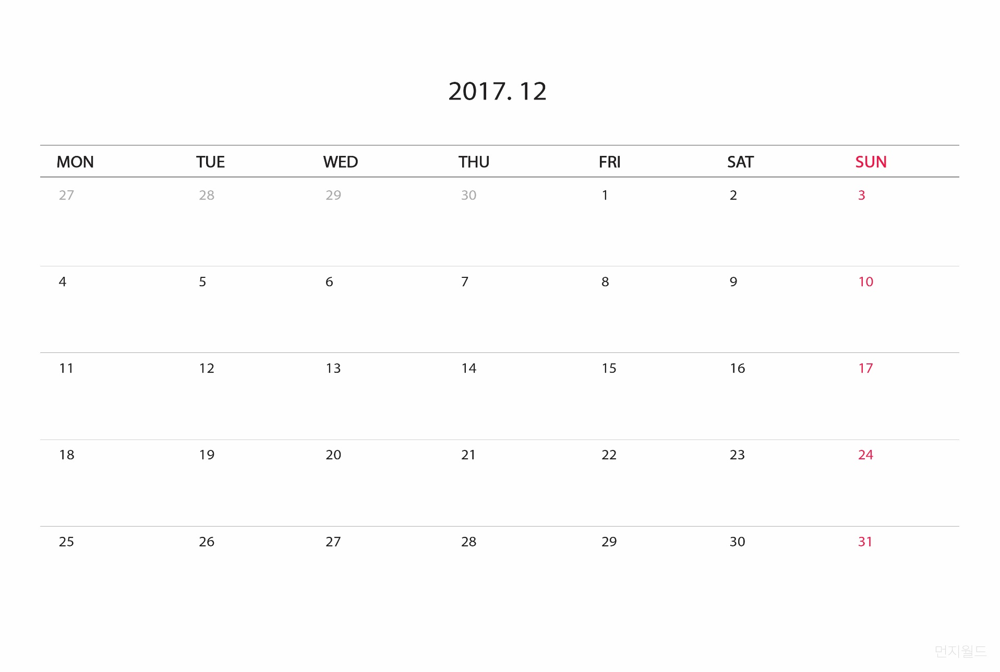 2017. 12
MON TUE WED THU FRI SAT SUN
27 28 29 30 1 2 3
4 5 6 7 8 9 10
11 12 13 14 15 16 17
18 19 20 21 22 23 24
25 26 27 28 29 30 31
먼지월드